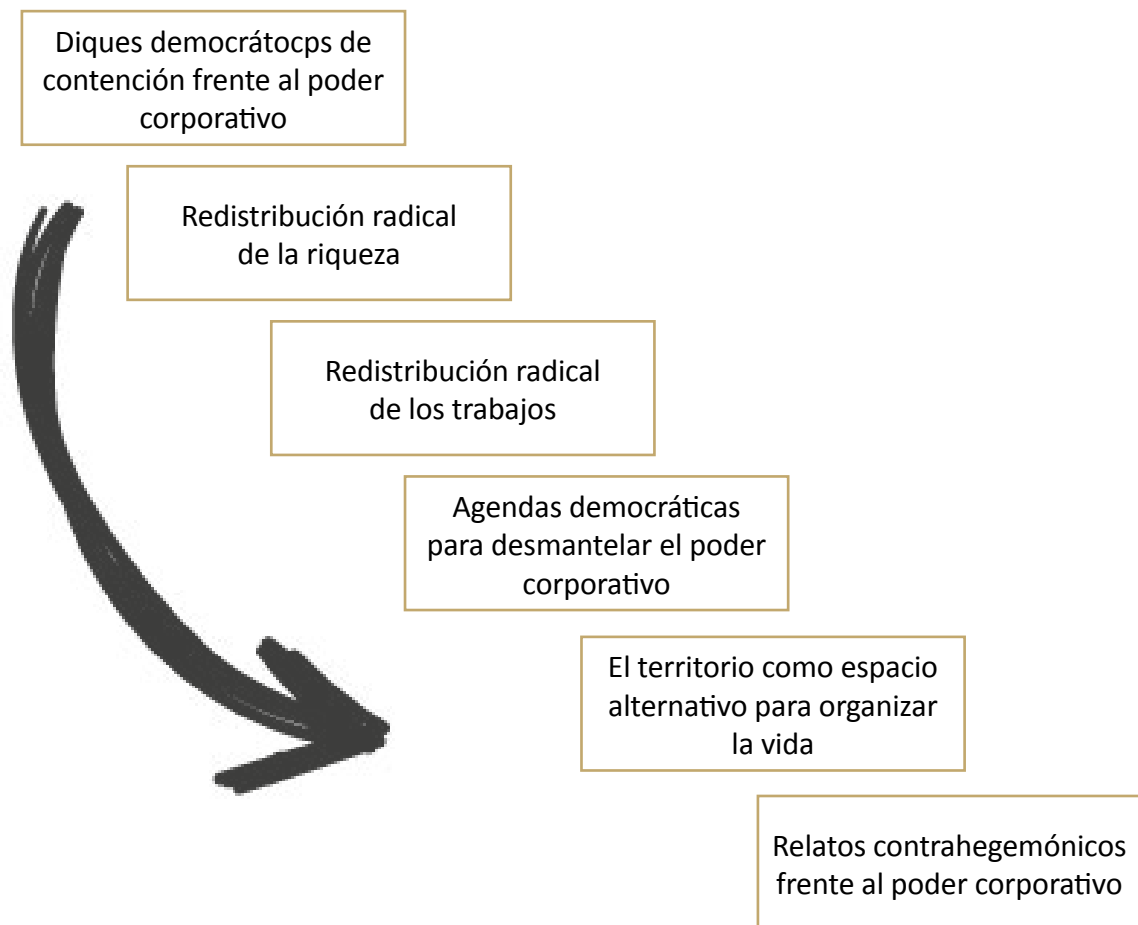 Diques democrátocps de
contención frente al poder
corporativo
Redistribución radical
de la riqueza
Redistribución radical
de los trabajos
Agendas democráticas
para desmantelar el poder
corporativo
El territorio como espacio
alternativo para organizar
la vida
Relatos contrahegemónicos
frente al poder corporativo